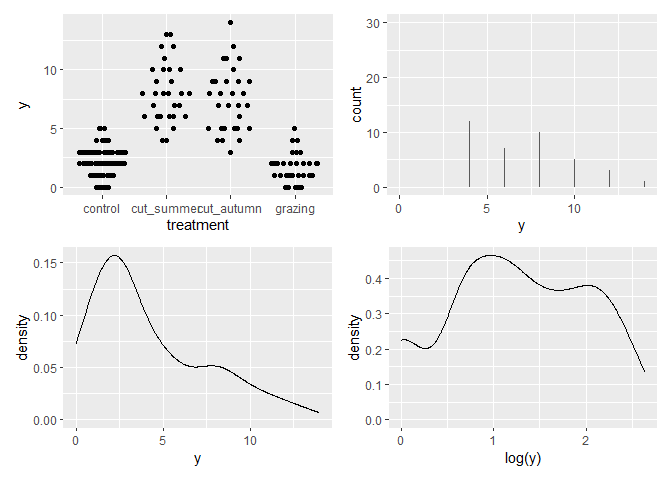 10
5
0
y
control
cut_summer
cut_autumn
grazing
treatment
30
20
10
0
count
0
5
10
y
0.15
0.10
0.05
0.00
density
0
5
10
y
0.4
0.3
0.2
0.1
0.0
density
0
1
2
log(y)